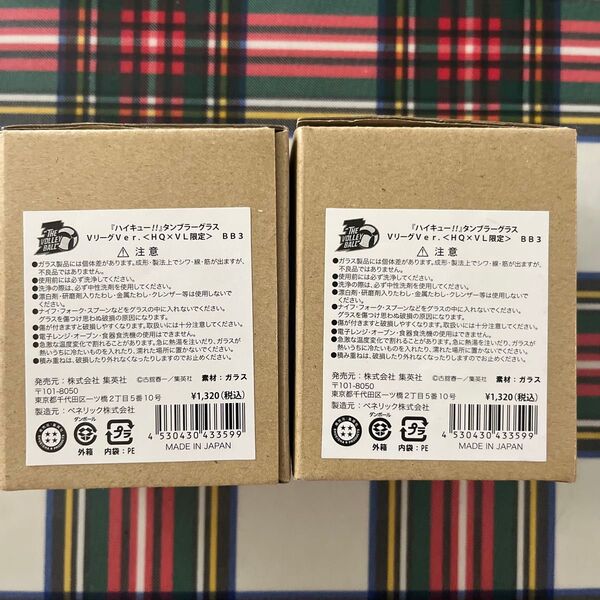 THE
VOLLEY
BALL
『ハイキュー!!』タンブラーグラス
VリーグVer.＜HQ×VL限定＞ BB3
⚠ 注意
●ガラス製品には個体差があります。成形・製法上でシワ・線・筋が出ますが、
不良品ではありません。
●使用前には必ず洗浄してください。
●洗浄の際は、必ず中性洗剤を使用してください。
●漂白剤・研磨剤入りたわし・金属たわし・クレンザー等は使用しない
でください。
●ナイフ・フォーク・スプーンなどをグラスの中に入れないでください。
グラスを傷つけ思わぬ破損の原因になります。
●傷が付きますと破損しやすくなります。取扱いには十分注意してください。
●電子レンジ・オーブン・食器洗機の使用はできません。
●急激な温度変化で割れることがあります。急に熱湯を注いだり、ガラスが
熱いうちに冷たいものを入れたり、濡れた場所に置かないでください。
●積み重ねは、破損したり外れなくなったりしますのでお止めください。
発売元：株式会社 集英社 ©古舘春一／集英社 素材：ガラス
〒101-8050
東京都千代田区一ツ橋2丁目5番10号
¥1,320(税込)
製造元：ベネリック株式会社
ダンボール
外箱
プラ
内袋：PE
4 530430 433599
MADE IN JAPAN
THE
VOLLEY
BALL
『ハイキュー!!』タンブラーグラス
VリーグVer.＜HQ×VL限定＞ BB3
⚠ 注意
●ガラス製品には個体差があります。成形・製法上でシワ・線・筋が出ますが、
不良品ではありません。
●使用前には必ず洗浄してください。
●洗浄の際は、必ず中性洗剤を使用してください。
●漂白剤・研磨剤入りたわし・金属たわし・クレンザー等は使用しない
でください。
●ナイフ・フォーク・スプーンなどをグラスの中に入れないでください。
グラスを傷つけ思わぬ破損の原因になります。
●傷が付きますと破損しやすくなります。取扱いには十分注意してください。
●電子レンジ・オーブン・食器洗機の使用はできません。
●急激な温度変化で割れることがあります。急に熱湯を注いだり、ガラスが
熱いうちに冷たいものを入れたり、濡れた場所に置かないでください。
●積み重ねは、破損したり外れなくなったりしますのでお止めください。
発売元：株式会社 集英社 ©古舘春一／集英社 素材：ガラス
〒101-8050
東京都千代田区一ツ橋2丁目5番10号
¥1,320(税込)
製造元：ベネリック株式会社
ダンボール
外箱
プラ
内袋：PE
4 530430 433599
MADE IN JAPAN